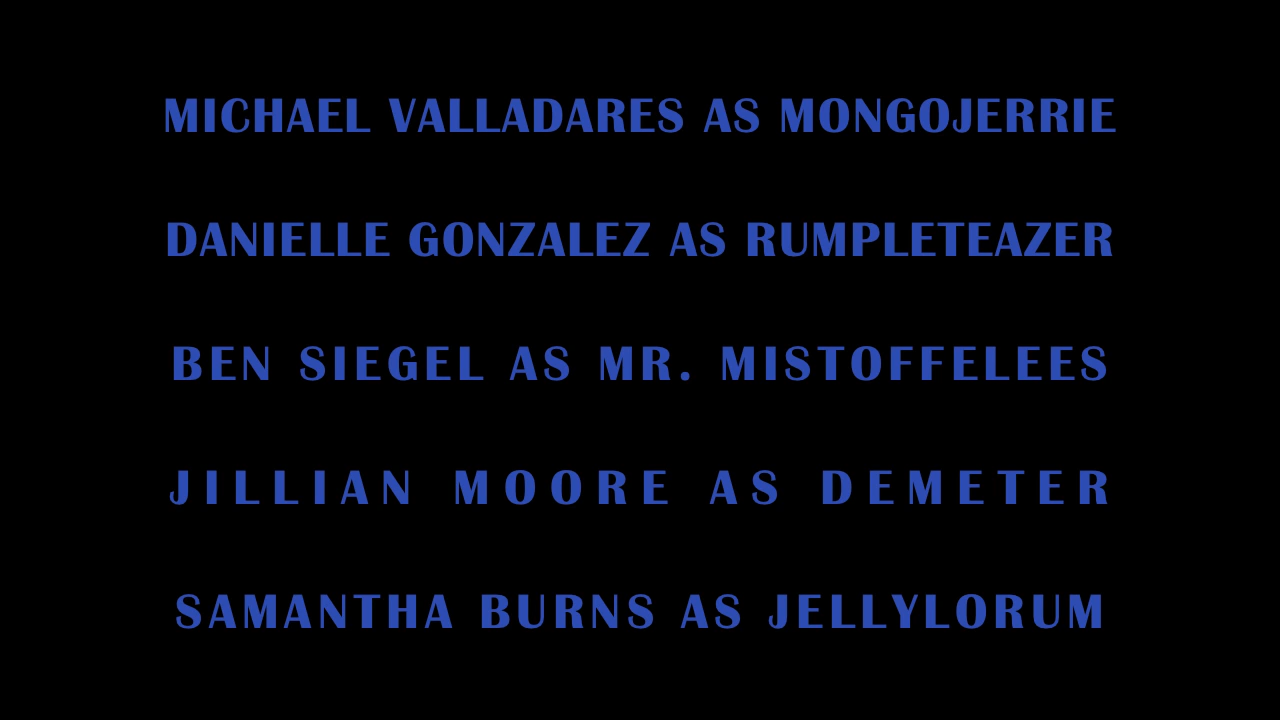 MICHAEL VALLADARES AS MONGOJERRIE
DANIELLE GONZALEZ AS RUMPLETEAZER
BEN SIEGEL AS MR. MISTOFFELEES
JILLIAN MOORE AS DEMETER
SAMANTHA BURNS AS JELLYLORUM